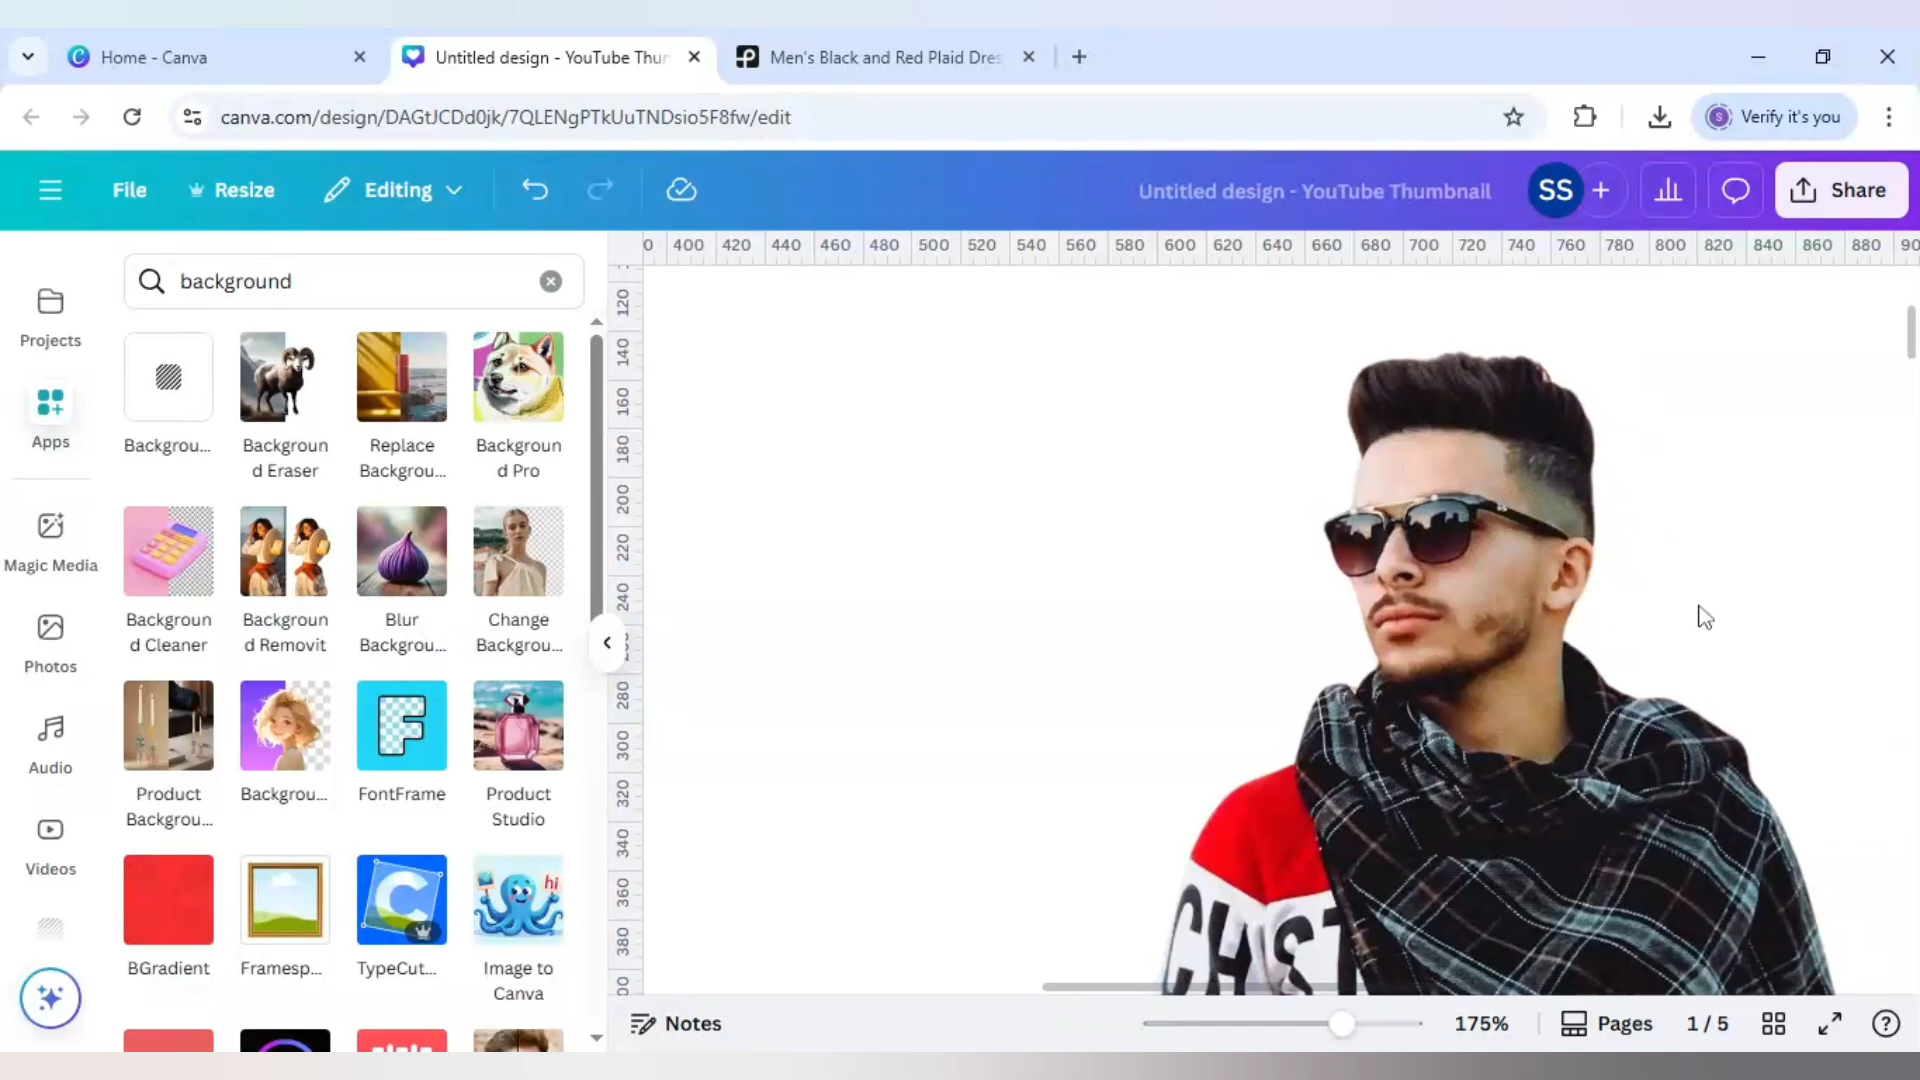 Home - Canva
Untitled design - YouTube Thum
Men's Black and Red Plaid Dres
canva.com/design/DAGtJCDd0jk/7QLENgPTkUuTNDsio5F8fw/edit
Verify it's you
File
Resize
Editing
Untitled design - YouTube Thumbnail
SS
Share
0 400 420 440 460 480 500 520 540 560 580 600 620 640 660 680 700 720 740 760 780 800 820 840 860 880 90
120
140
160
180
200
220
240
280
300
320
340
360
380
00
Projects
Apps
Magic Media
Photos
Audio
Videos
background
Backgrou...
Backgroun
d Eraser
Replace
Backgrou...
Backgroun
d Pro
Backgroun
d Cleaner
Backgroun
d Removit
Blur
Backgrou...
Change
Backgrou...
Product
Backgrou...
Backgrou...
F
FontFrame
Product
Studio
BGradient
Framesp...
C
TypeCut...
hi
Image to
Canva
Notes
175%
Pages
1 / 5